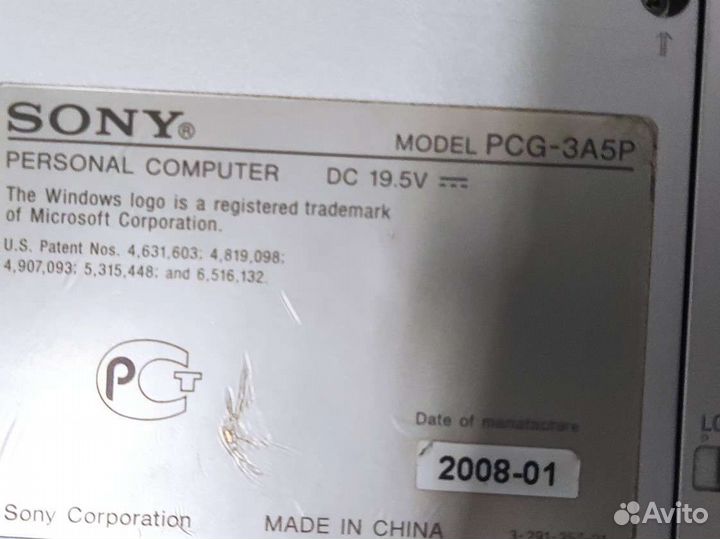 SONY®
MODEL PCG-3A5P
PERSONAL COMPUTER DC 19.5V
The Windows logo is a registered trademark
of Microsoft Corporation.
U.S. Patent Nos. 4,631,603; 4,819,098;
4,907,093; 5,315,448; and 6,516,132.
PCT
Date of manufacture
2008-01
Sony Corporation
MADE IN CHINA
Avito